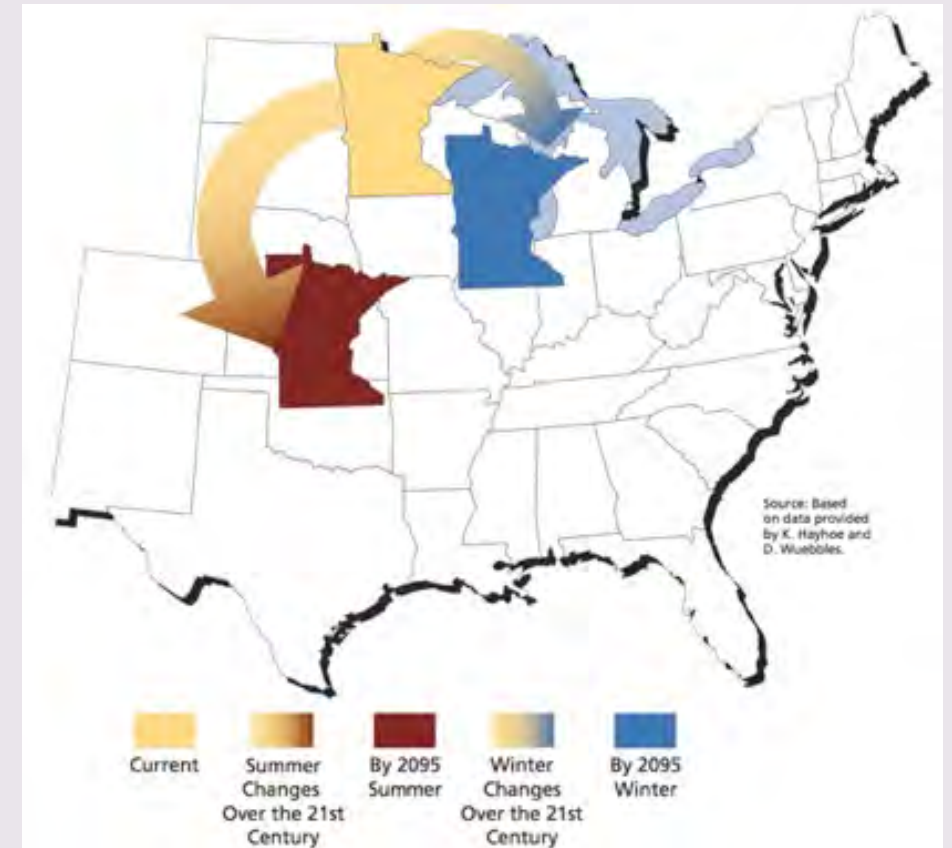 Source: Based
on data provided
by K. Hayhoe and
D. Wuebbles.
Current
Summer
Changes
Over the 21st
Century
By 2095
Summer
Winter
Changes
Over the 21st
Century
By 2095
Winter